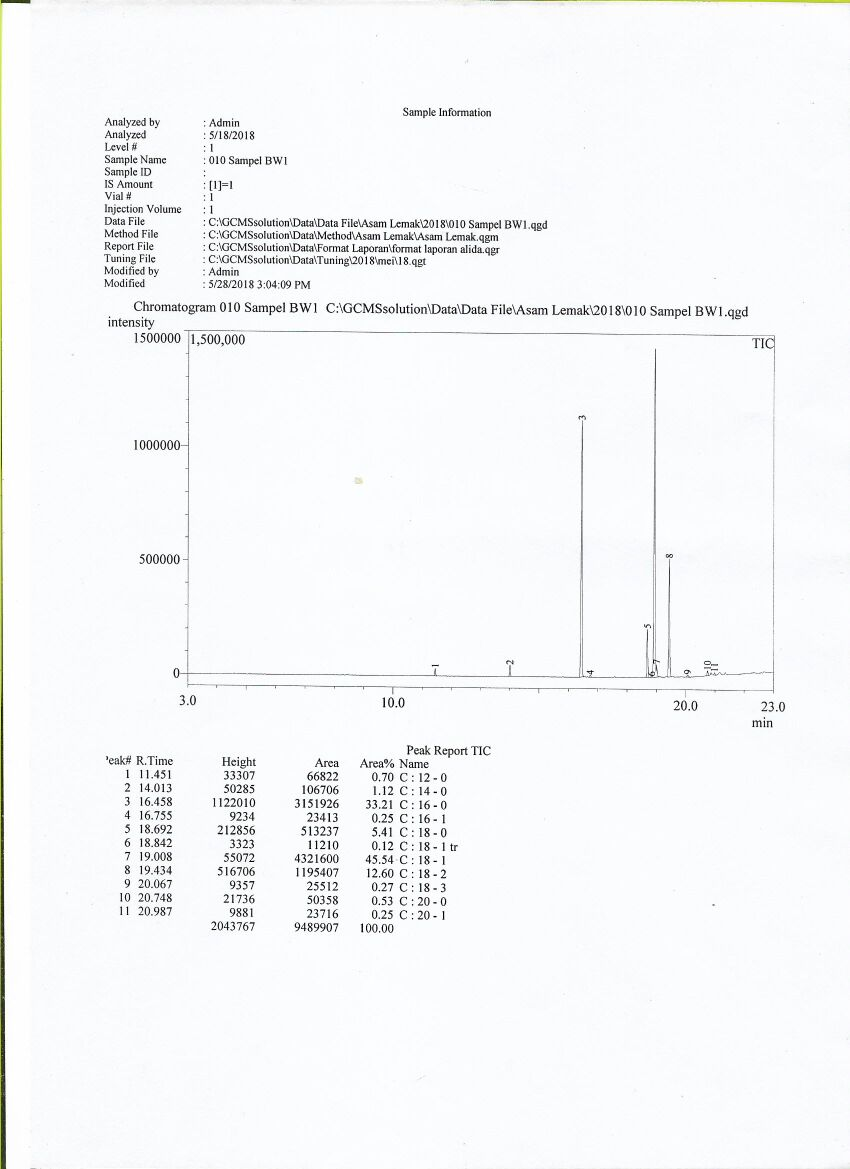 Sample Information
Analyzed by : Admin
Analyzed : 5/18/2018
Level # : 1
Sample Name : 010 Sampel BW1
Sample ID :
IS Amount : [1]=1
Vial # : 1
Injection Volume : 1
Data File : C:\GCMSsolution\Data\Data File\Asam Lemak\2018\010 Sampel BW1.qgd
Method File : C:\GCMSsolution\Data\Method\Asam Lemak\Asam Lemak.qgm
Report File : C:\GCMSsolution\Data\Format Laporan\format laporan alida.qgr
Tuning File : C:\GCMSsolution\Data\Tuning\2018\mei\18.qgt
Modified by : Admin
Modified : 5/28/2018 3:04:09 PM
Chromatogram 010 Sampel BW1 C:\GCMSsolution\Data\Data File\Asam Lemak\2018\010 Sampel BW1.qgd
intensity
1500000 1,500,000 TIC
3
1000000
500000 8
5
1 2 4 6 7 9 10 11
0
3.0 10.0 20.0 23.0
min
Peak Report TIC
'eak# R.Time Height Area Area% Name
1 11.451 33307 66822 0.70 C : 12 - 0
2 14.013 50285 106706 1.12 C : 14 - 0
3 16.458 1122010 3151926 33.21 C : 16 - 0
4 16.755 9234 23413 0.25 C : 16 - 1
5 18.692 212856 513237 5.41 C : 18 - 0
6 18.842 3323 11210 0.12 C : 18 - 1 tr
7 19.008 55072 4321600 45.54 C : 18 - 1
8 19.434 516706 1195407 12.60 C : 18 - 2
9 20.067 9357 25512 0.27 C : 18 - 3
10 20.748 21736 50358 0.53 C : 20 - 0
11 20.987 9881 23716 0.25 C : 20 - 1
2043767 9489907 100.00